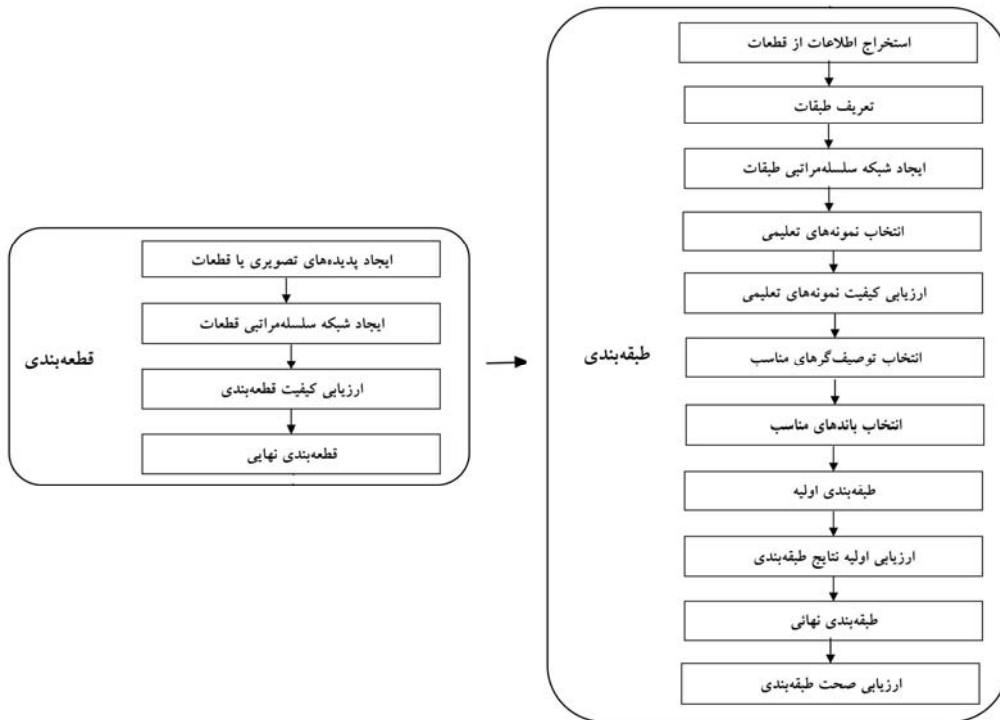 قطعه‌بندی
ایجاد پدیده‌های تصویری یا قطعات
ایجاد شبکه سلسله‌مراتبی قطعات
ارزیابی کیفیت قطعه‌بندی
قطعه‌بندی نهایی
طبقه‌بندی
استخراج اطلاعات از قطعات
تعریف طبقات
ایجاد شبکه سلسله‌مراتبی طبقات
انتخاب نمونه‌های تعلیمی
ارزیابی کیفیت نمونه‌های تعلیمی
انتخاب توصیف‌گرهای مناسب
انتخاب باندهای مناسب
طبقه‌بندی اولیه
ارزیابی اولیه نتایج طبقه‌بندی
طبقه‌بندی نهائی
ارزیابی صحت طبقه‌بندی